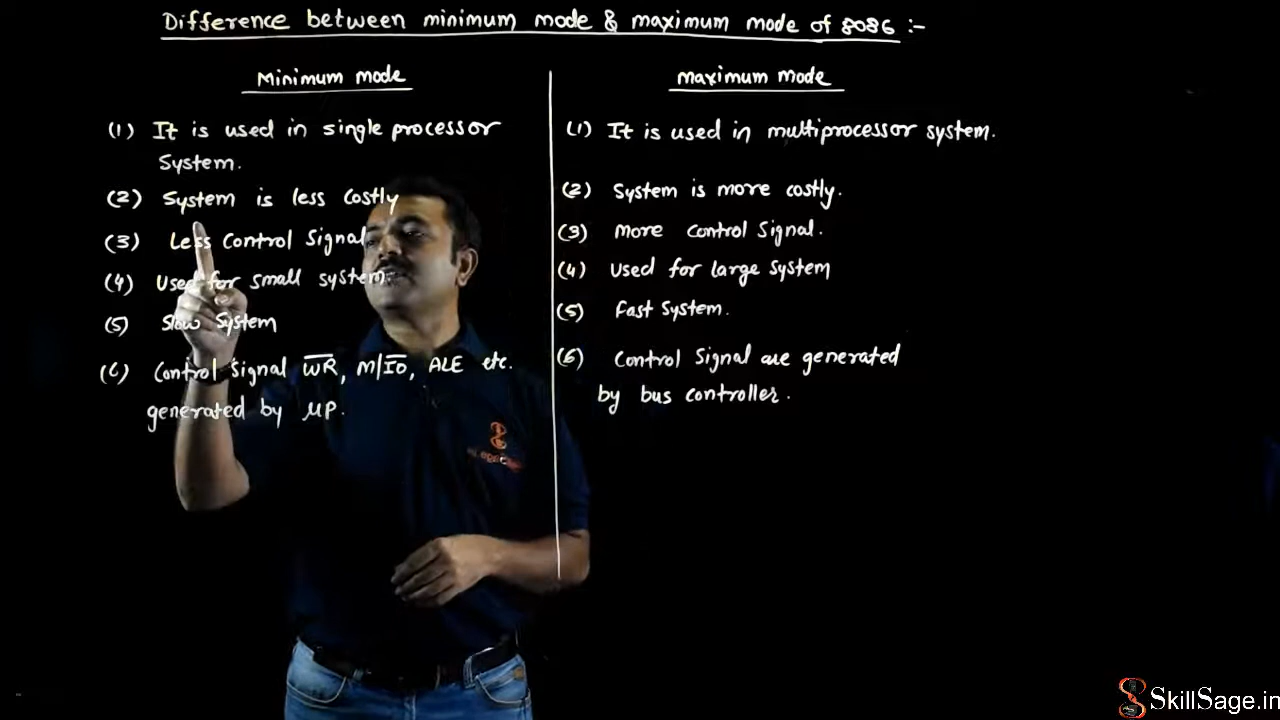 Difference between minimum mode & maximum mode of 8086 :-
Minimum mode
(1) It is used in single processor
System.
(2) System is less costly
(3) Less Control Signal
(4) Used for small system.
(5) Slow System
(6) Control Signal W̅R̅, M/I̅O̅, ALE etc.
generated by μP.
maximum mode
(1) It is used in multiprocessor system.
(2) System is more costly.
(3) More control Signal.
(4) Used for large System
(5) Fast System.
(6) Control Signal are generated
by bus controller.
SkillSage.in